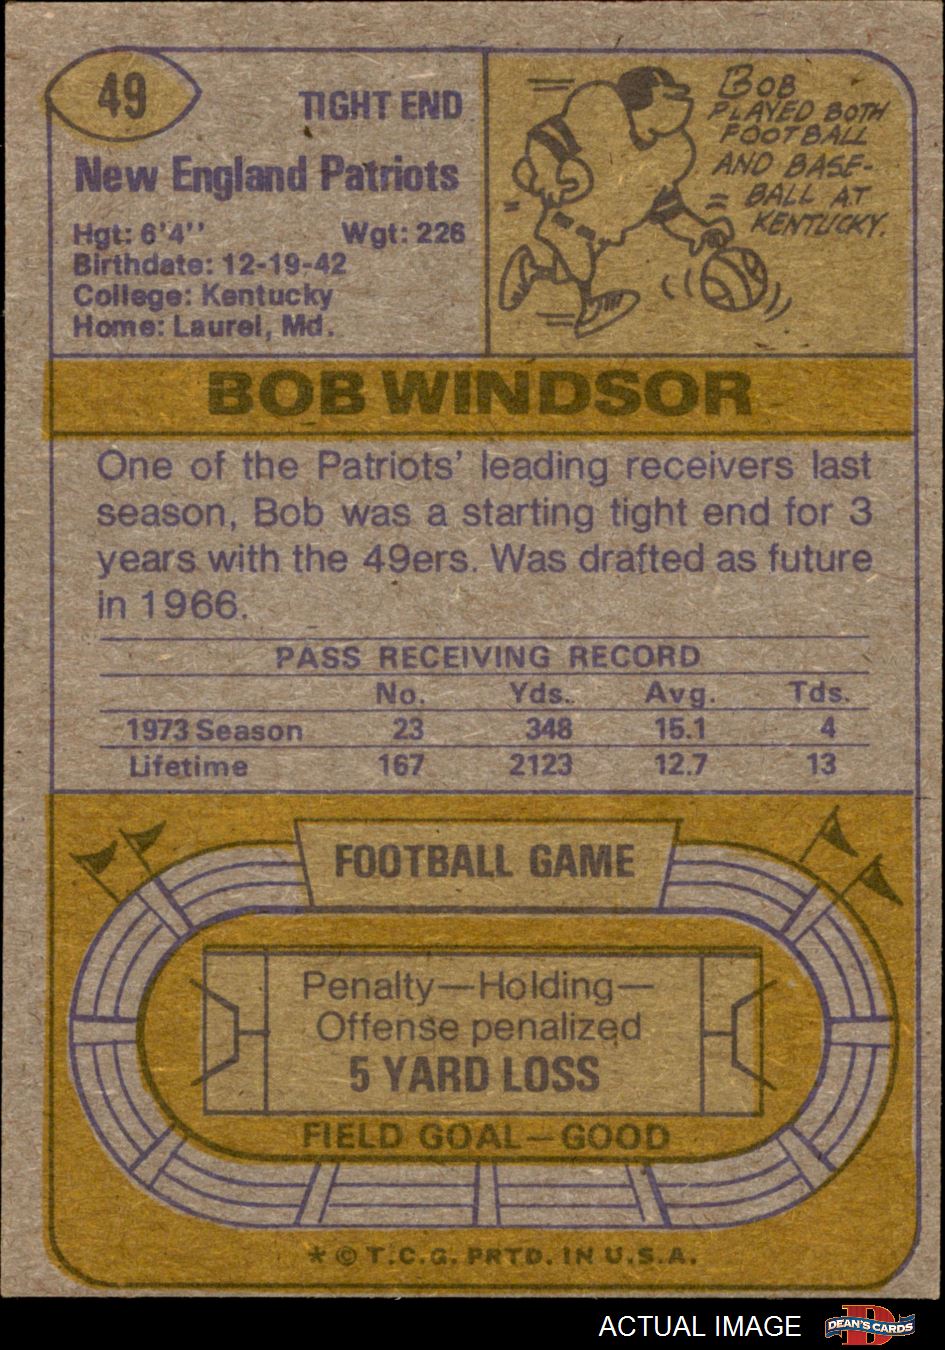 49
TIGHT END
New England Patriots
Hgt: 6'4''  Wgt: 226
Birthdate: 12-19-42
College: Kentucky
Home: Laurel, Md.
BOB
PLAYED BOTH
FOOTBALL
AND BASE-
BALL AT
KENTUCKY.
BOB WINDSOR
One of the Patriots' leading receivers last
season, Bob was a starting tight end for 3
years with the 49ers. Was drafted as future
in 1966.
PASS RECEIVING RECORD
No. Yds. Avg. Tds.
1973 Season 23 348 15.1 4
Lifetime 167 2123 12.7 13
FOOTBALL GAME
Penalty—Holding—
Offense penalized
5 YARD LOSS
FIELD GOAL—GOOD
* © T.C.G. PRTD. IN U.S.A.
ACTUAL IMAGE
DEAN'S CARDS